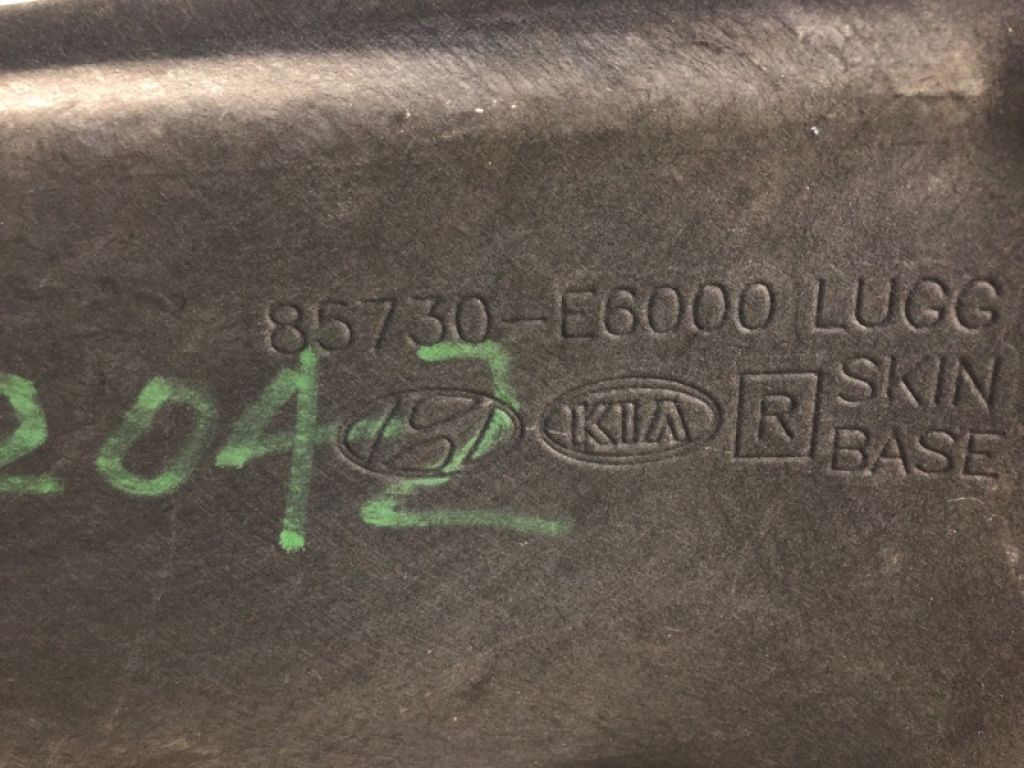 85730-E6000 LUGG
SKIN
BASE
KIA
R
2042